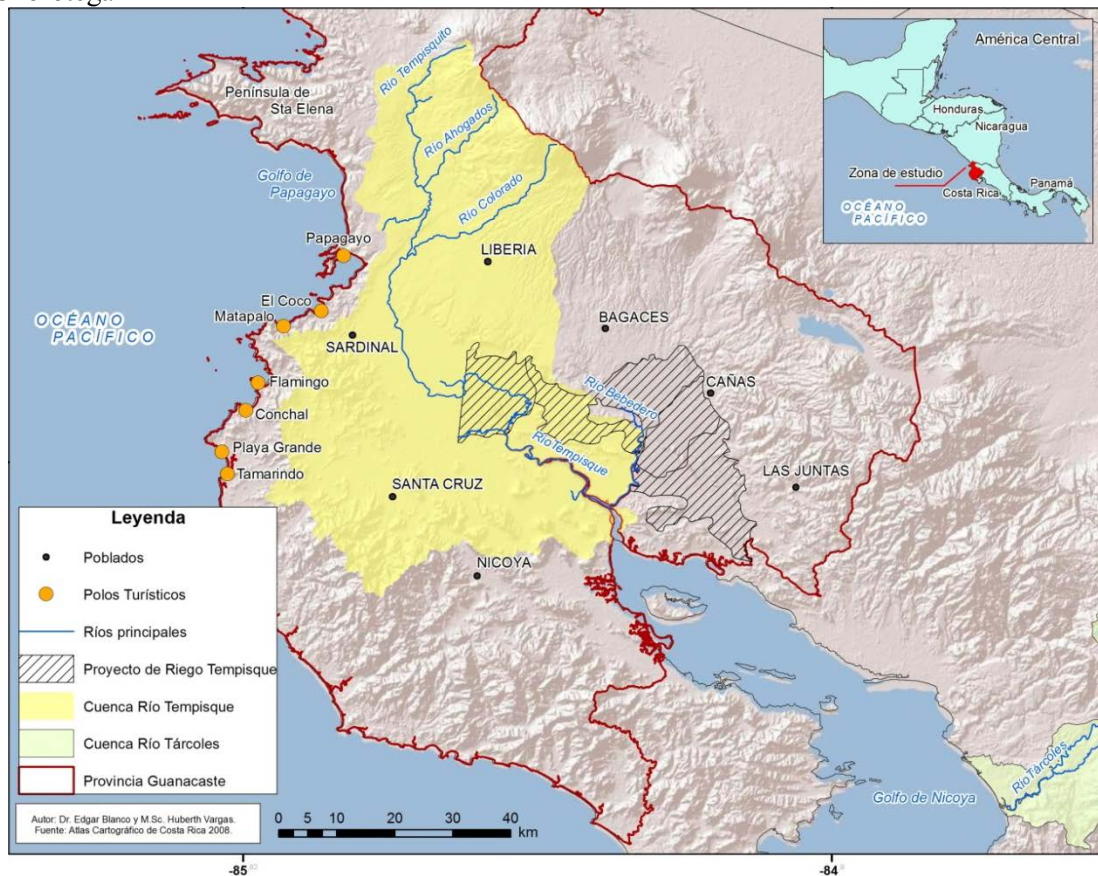 América Central
Honduras
Nicaragua
Zona de estudio
Costa Rica
Panamá
OCÉANO
PACÍFICO
Península de
Sta Elena
Río Tempisquito
Río Ahogados
Río Colorado
Golfo de
Papagayo
Papagayo
LIBERIA
El Coco
Matapalo
OCÉANO
PACÍFICO
SARDINAL
BAGACES
Flamingo
CAÑAS
Río Bebedero
Conchal
Playa Grande
Río Tempisque
Tamarindo
SANTA CRUZ
LAS JUNTAS
NICOYA
Leyenda
Poblados
Polos Turísticos
Ríos principales
Proyecto de Riego Tempisque
Cuenca Río Tempisque
Cuenca Río Tárcoles
Provincia Guanacaste
Río Tárcoles
Golfo de Nicoya
Autor: Dr. Edgar Blanco y M.Sc. Huberth Vargas.
Fuente: Atlas Cartográfico de Costa Rica 2008.
0 5 10 20 30 40
km
-85
-84